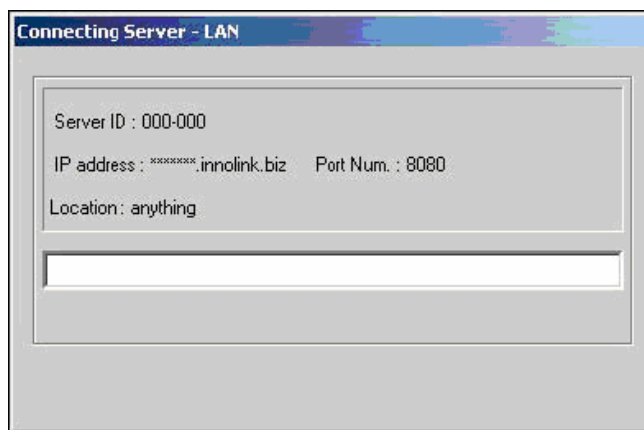 Connecting Server - LAN
Server ID : 000-000
IP address : *******.innolink.biz Port Num. : 8080
Location : anything